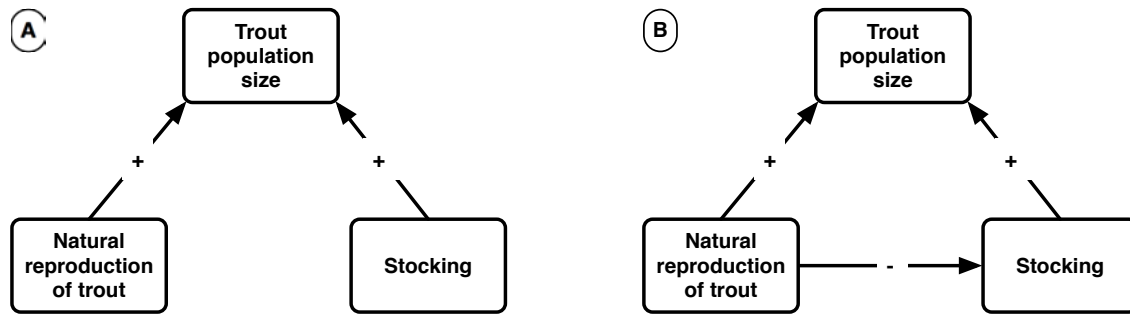 A
Trout
population
size
+
+
Natural
reproduction
of trout
Stocking
B
Trout
population
size
+
+
Natural
reproduction
of trout
-
Stocking